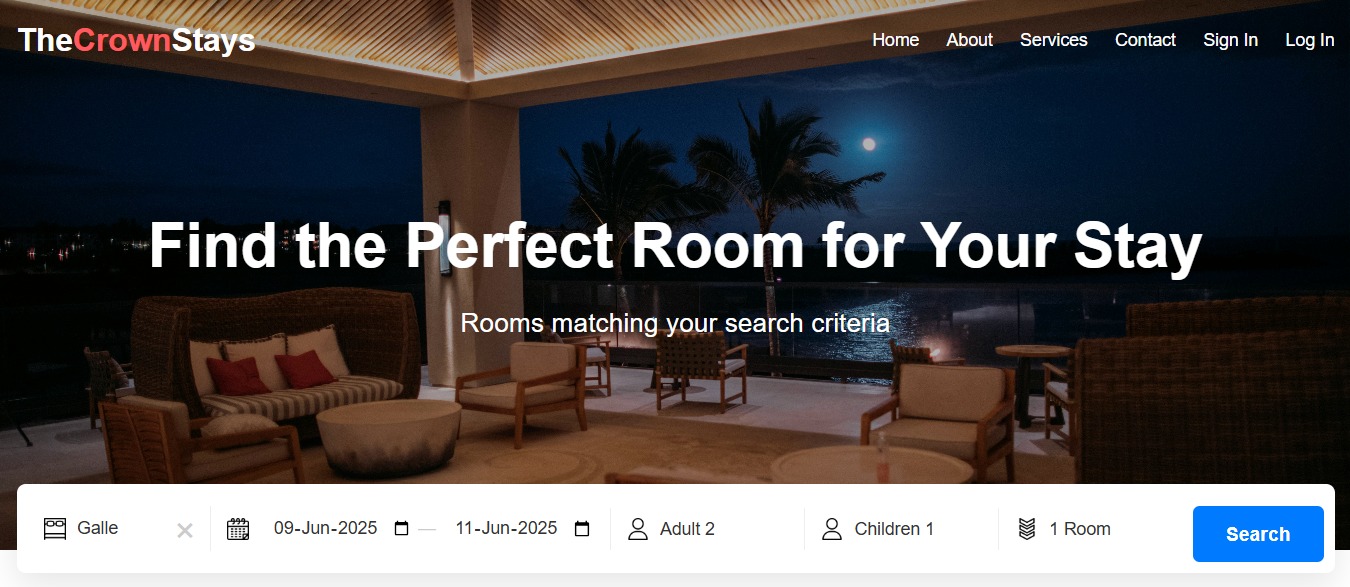 TheCrownStays
Home About Services Contact Sign In Log In
Find the Perfect Room for Your Stay
Rooms matching your search criteria
Galle 09-Jun-2025 — 11-Jun-2025 Adult 2 Children 1 1 Room Search